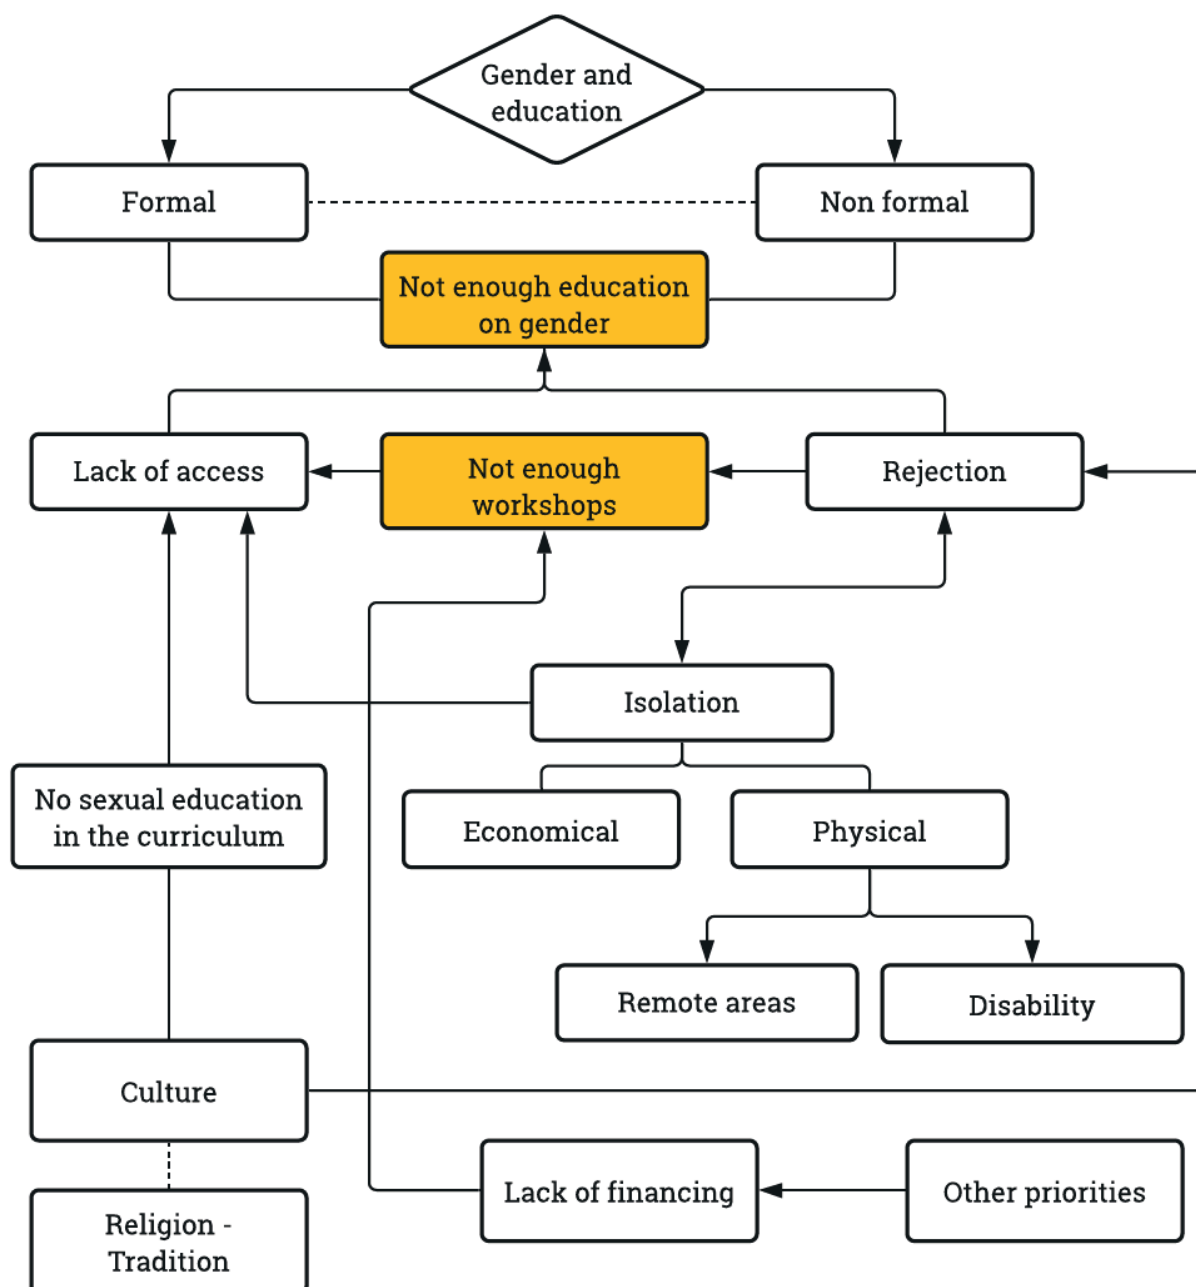 Gender and
education
Formal
Non formal
Not enough education
on gender
Lack of access
Not enough
workshops
Rejection
Isolation
No sexual education
in the curriculum
Economical
Physical
Remote areas
Disability
Culture
Lack of financing
Other priorities
Religion -
Tradition